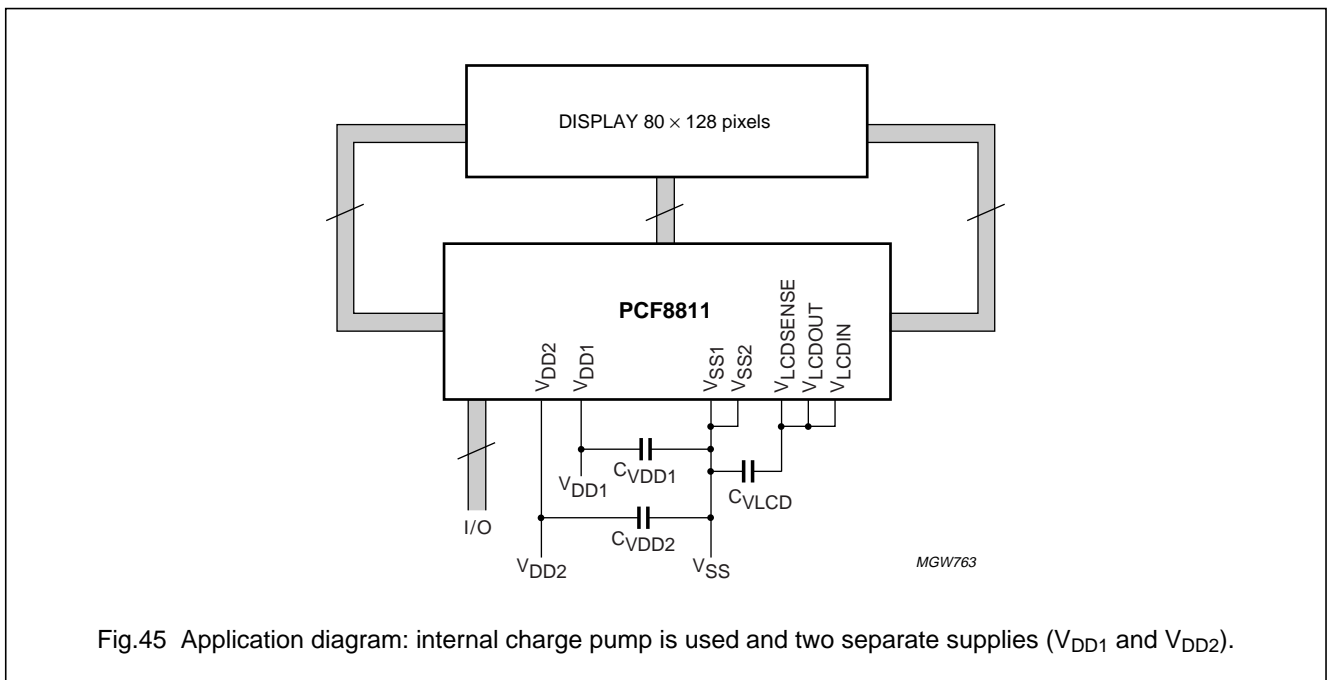 DISPLAY 80 × 128 pixels
PCF8811
VDD2
VDD1
VSS1
VSS2
VLCDSENSE
VLCDOUT
VLCDIN
CVDD1
VDD1
CVLCD
I/O
CVDD2
VDD2
VSS
MGW763
Fig.45 Application diagram: internal charge pump is used and two separate supplies (VDD1 and VDD2).